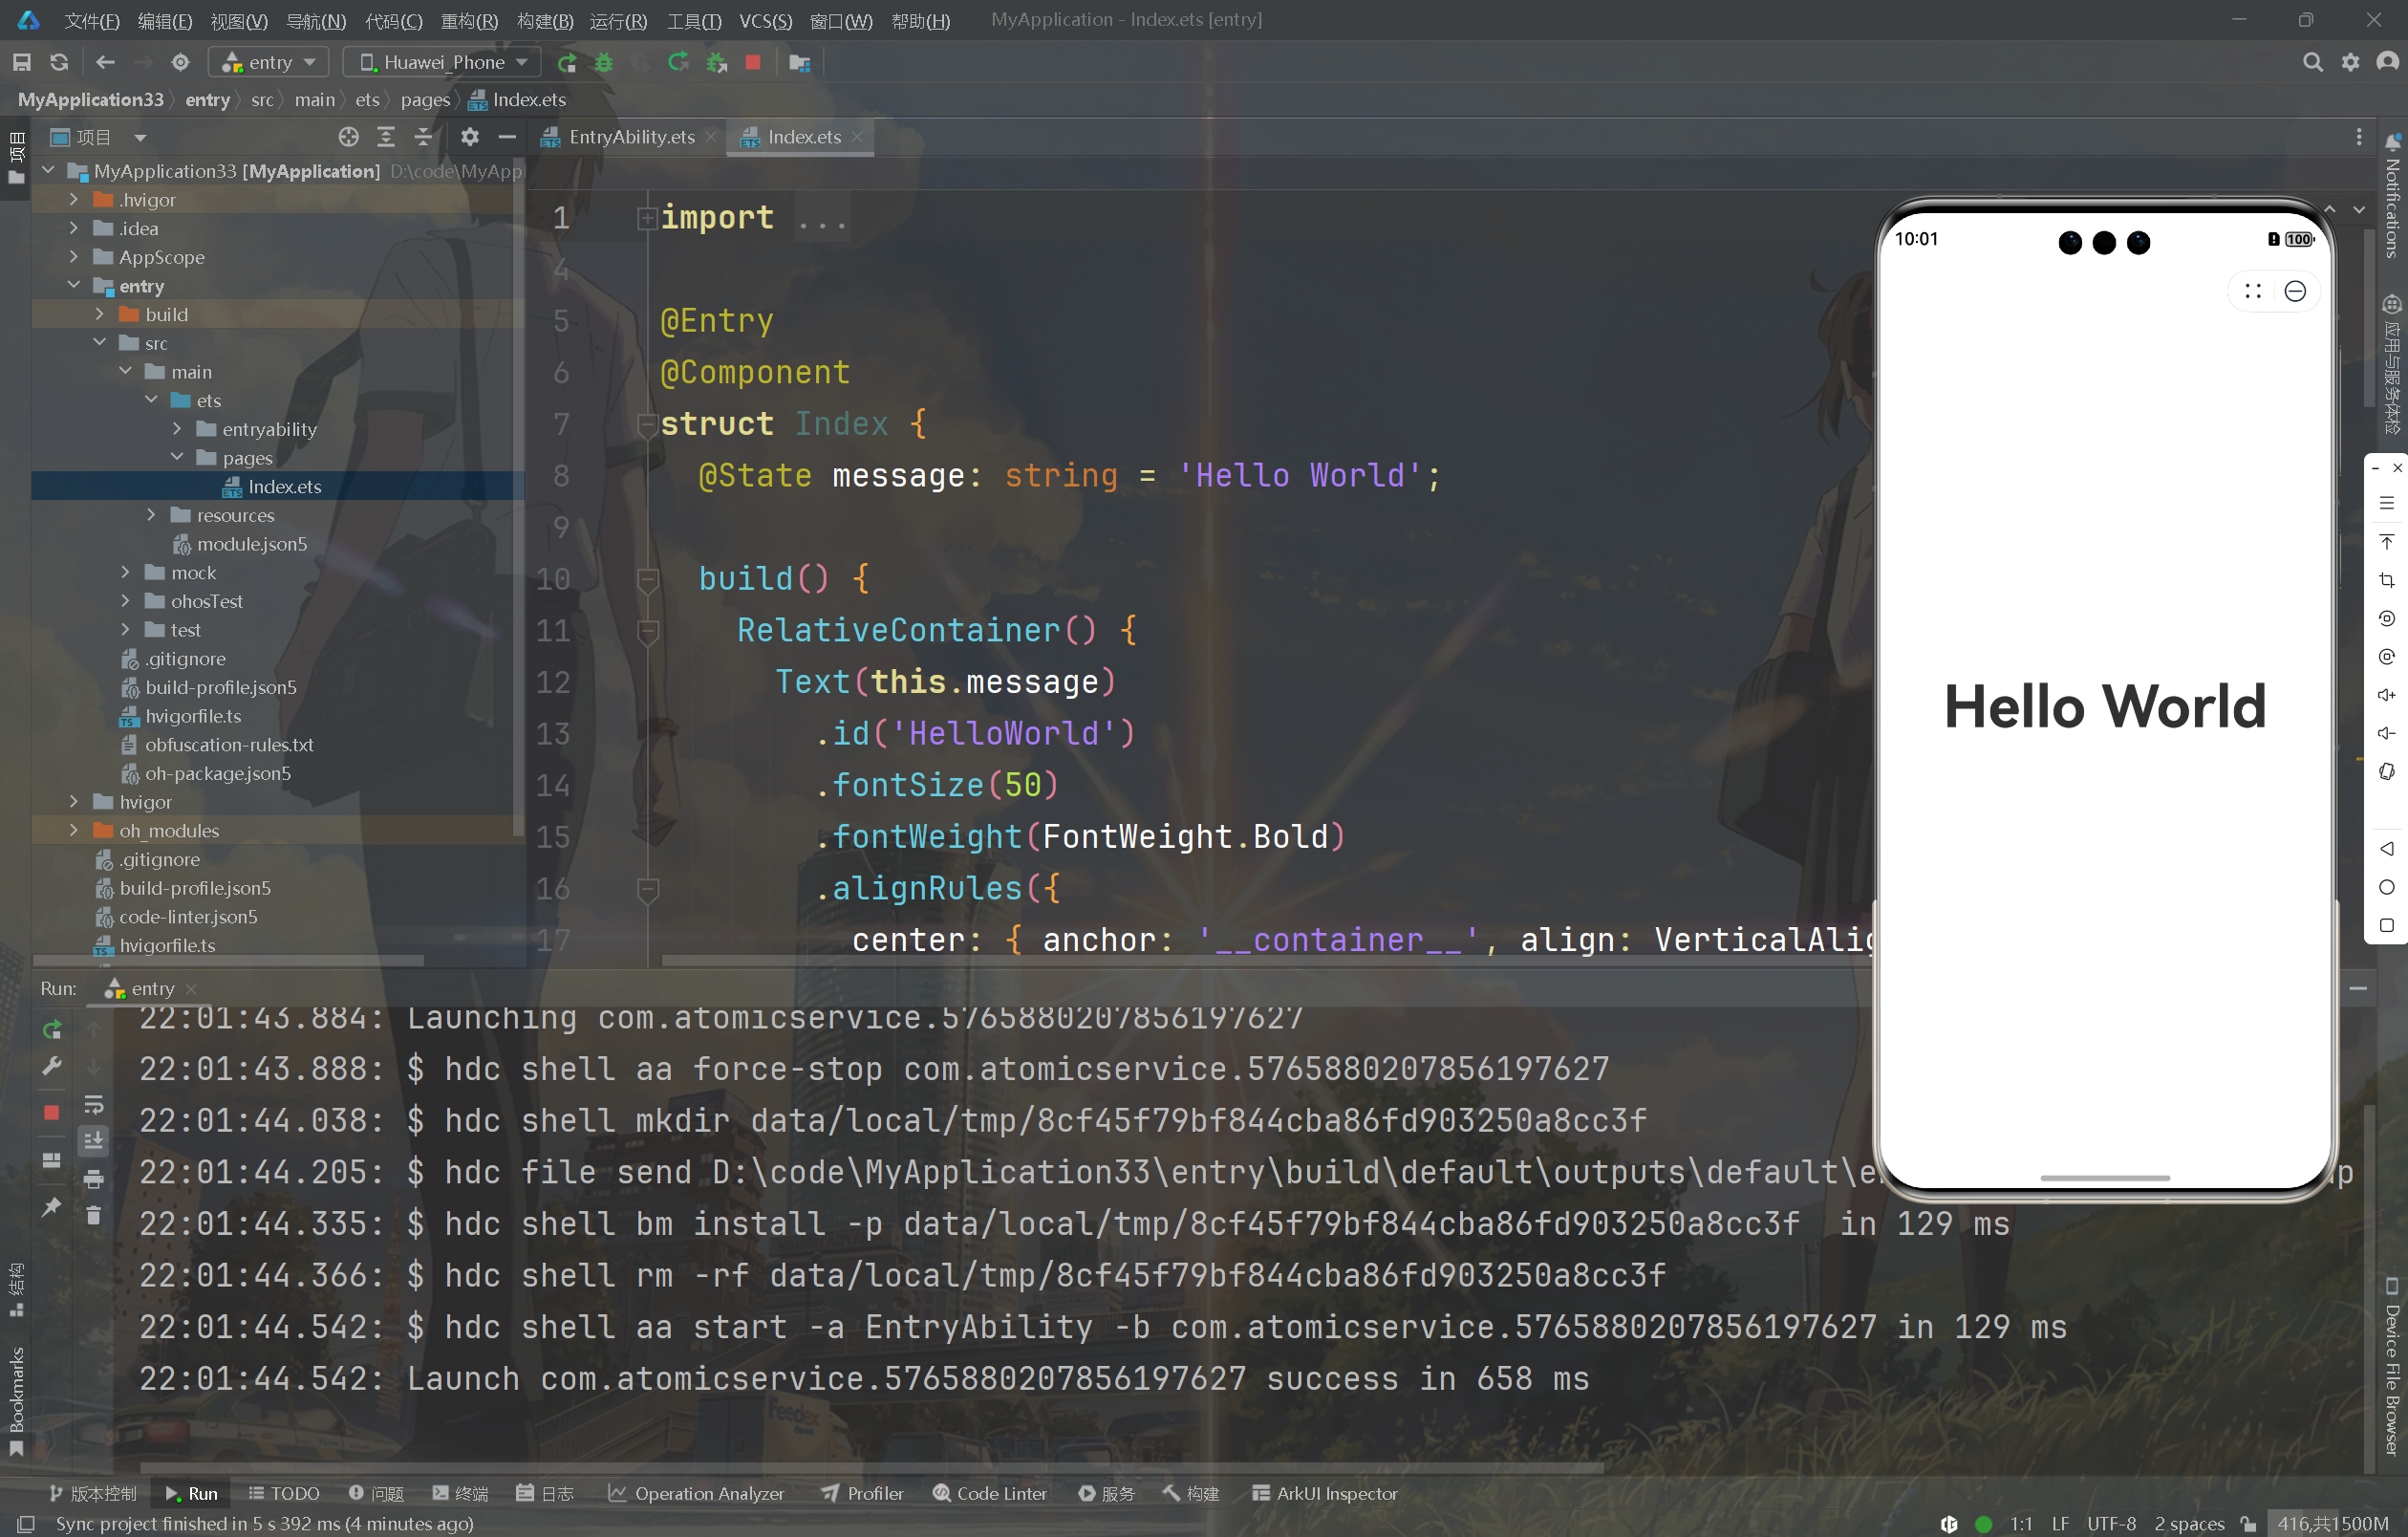 文件(F) 编辑(E) 视图(V) 导航(N) 代码(C) 重构(R) 构建(B) 运行(R) 工具(T) VCS(S) 窗口(W) 帮助(H) MyApplication - Index.ets [entry]
entry Huawei_Phone
MyApplication33 entry src main ets pages Index.ets
项目
项目
MyApplication33 [MyApplication] D:\code\MyAppl
.hvigor
.idea
AppScope
entry
build
src
main
ets
entryability
pages
Index.ets
resources
module.json5
mock
ohosTest
test
.gitignore
build-profile.json5
hvigorfile.ts
obfuscation-rules.txt
oh-package.json5
hvigor
oh_modules
.gitignore
build-profile.json5
code-linter.json5
hvigorfile.ts
EntryAbility.ets Index.ets
1 import ...
4
5 @Entry
6 @Component
7 struct Index {
8 @State message: string = 'Hello World';
9
10 build() {
11 RelativeContainer() {
12 Text(this.message)
13 .id('HelloWorld')
14 .fontSize(50)
15 .fontWeight(FontWeight.Bold)
16 .alignRules({
17 center: { anchor: '__container__', align: VerticalAlig
10:01 100
Hello World
Notifications
应用与服务体检
Device File Browser
结构
Bookmarks
Run: entry
22:01:43.884: Launching com.atomicservice.5765880207856197627
22:01:43.888: $ hdc shell aa force-stop com.atomicservice.5765880207856197627
22:01:44.038: $ hdc shell mkdir data/local/tmp/8cf45f79bf844cba86fd903250a8cc3f
22:01:44.205: $ hdc file send D:\code\MyApplication33\entry\build\default\outputs\default\e
22:01:44.335: $ hdc shell bm install -p data/local/tmp/8cf45f79bf844cba86fd903250a8cc3f in 129 ms
22:01:44.366: $ hdc shell rm -rf data/local/tmp/8cf45f79bf844cba86fd903250a8cc3f
22:01:44.542: $ hdc shell aa start -a EntryAbility -b com.atomicservice.5765880207856197627 in 129 ms
22:01:44.542: Launch com.atomicservice.5765880207856197627 success in 658 ms
版本控制 Run TODO 问题 终端 日志 Operation Analyzer Profiler Code Linter 服务 构建 ArkUI Inspector
Sync project finished in 5 s 392 ms (4 minutes ago) 1:1 LF UTF-8 2 spaces 416,共1500M